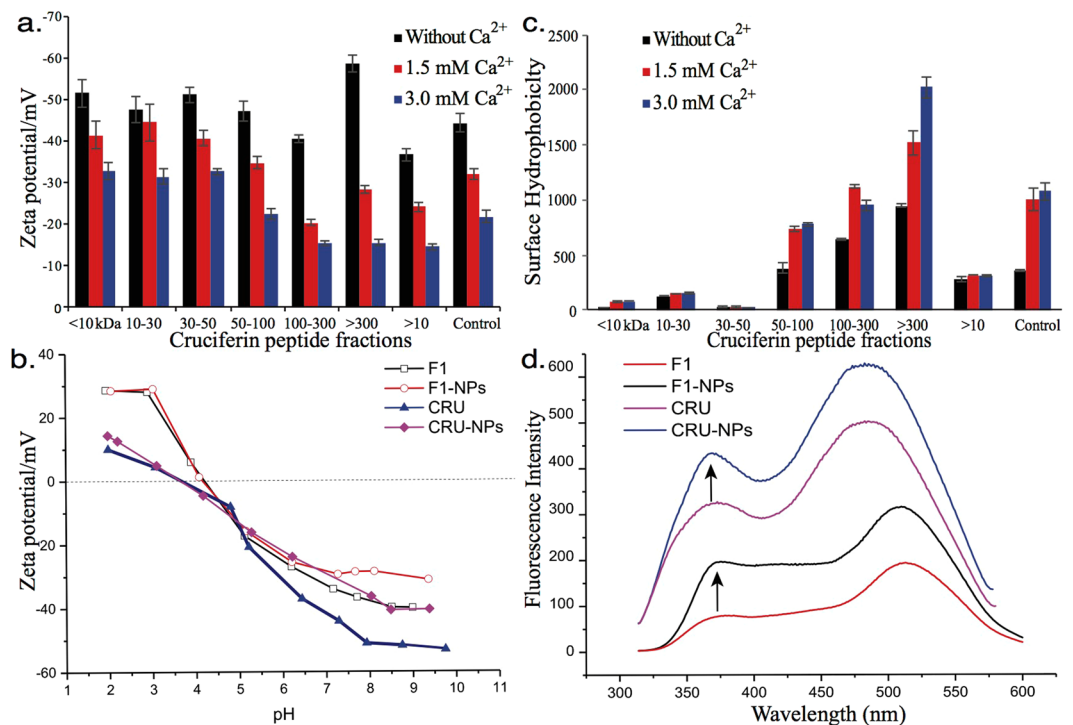 a.
Zeta potential/mV
-70
-60
-50
-40
-30
-20
-10
0
Without Ca2+
1.5 mM Ca2+
3.0 mM Ca2+
<10 kDa 10-30 30-50 50-100 100-300 >300 >10 Control
Cruciferin peptide fractions
c.
Surface Hydrophobiclty
2500
2000
1500
1000
500
0
Without Ca2+
1.5 mM Ca2+
3.0 mM Ca2+
<10 kDa 10-30 30-50 50-100 100-300 >300 >10 Control
Cruciferin peptide fractions
b.
Zeta potential/mV
40
20
0
-20
-40
-60
F1
F1-NPs
CRU
CRU-NPs
1 2 3 4 5 6 7 8 9 10 11
pH
d.
Fluorescence Intensity
600
500
400
300
200
100
0
F1
F1-NPs
CRU
CRU-NPs
300 350 400 450 500 550 600
Wavelength (nm)